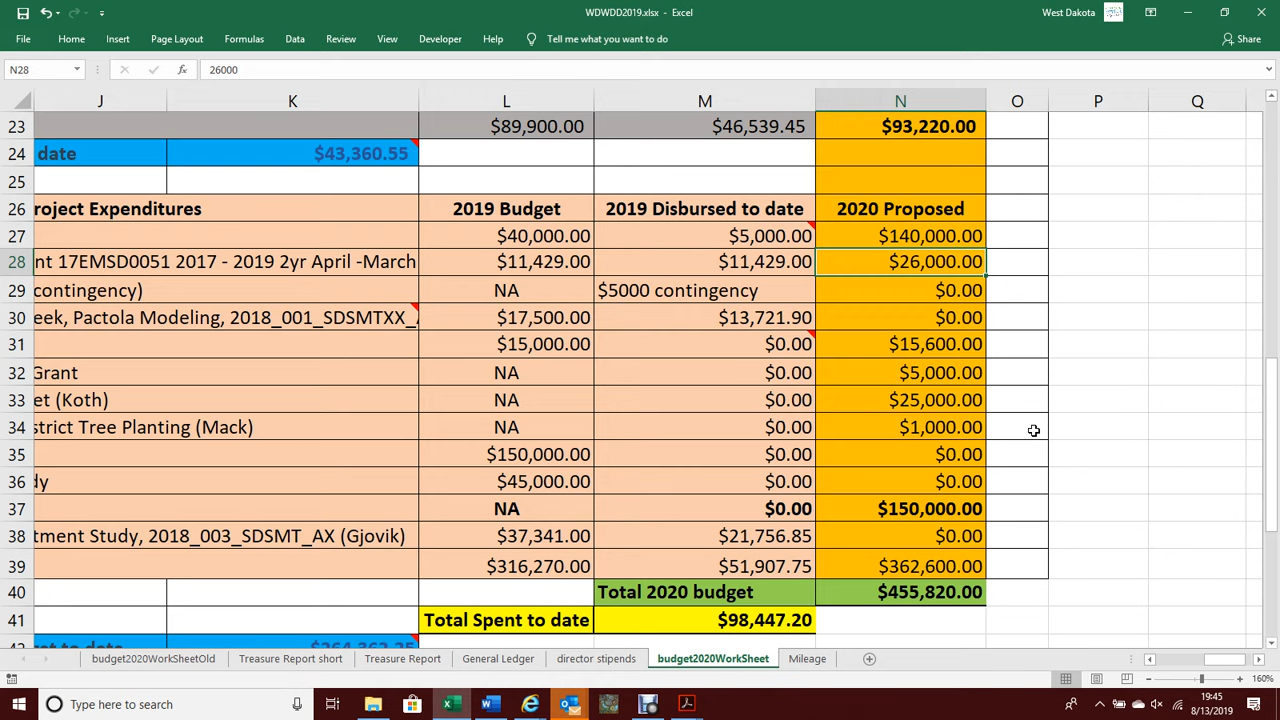 WDWDD2019.xlsx - Excel
West Dakota
File Home Insert Page Layout Formulas Data Review View Developer Help Tell me what you want to do Share
N28 fx 26000
J K L M N O P Q
23 $89,900.00 $46,539.45 $93,220.00
24 date $43,360.55
25
26 roject Expenditures 2019 Budget 2019 Disbursed to date 2020 Proposed
27 $40,000.00 $5,000.00 $140,000.00
28 nt 17EMSD0051 2017 - 2019 2yr April -March $11,429.00 $11,429.00 $26,000.00
29 contingency) NA $5000 contingency $0.00
30 eek, Pactola Modeling, 2018_001_SDSMTXX_ $17,500.00 $13,721.90 $0.00
31 $15,000.00 $0.00 $15,600.00
32 Grant NA $0.00 $5,000.00
33 et (Koth) NA $0.00 $25,000.00
34 strict Tree Planting (Mack) NA $0.00 $1,000.00
35 $150,000.00 $0.00 $0.00
36 dy $45,000.00 $0.00 $0.00
37 NA $0.00 $150,000.00
38 tment Study, 2018_003_SDSMT_AX (Gjovik) $37,341.00 $21,756.85 $0.00
39 $316,270.00 $51,907.75 $362,600.00
40 Total 2020 budget $455,820.00
41 Total Spent to date $98,447.20
budget2020WorkSheetOld Treasure Report short Treasure Report General Ledger director stipends budget2020WorkSheet Mileage
160%
Type here to search
19:45
8/13/2019